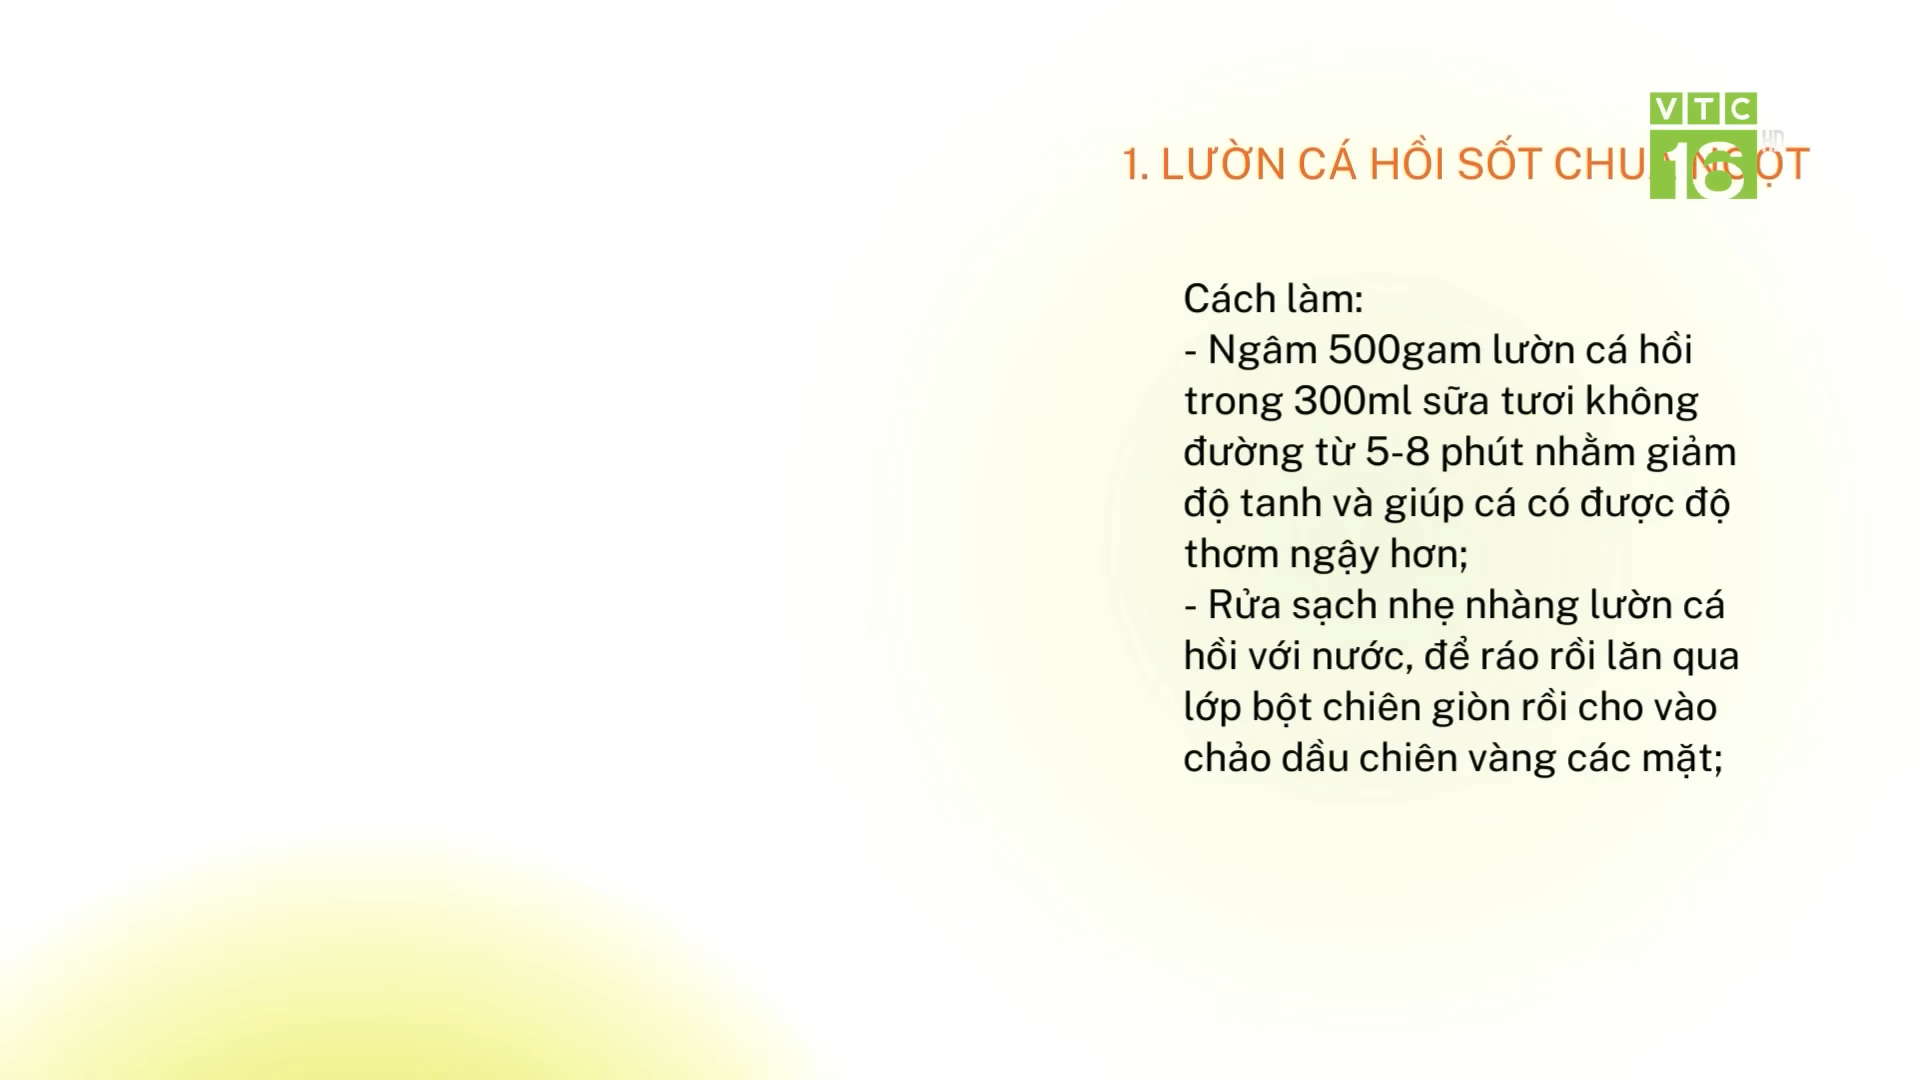 VTC
16
HD
1. LƯỜN CÁ HỒI SỐT CHUA NGỌT
Cách làm:
- Ngâm 500gam lườn cá hồi
trong 300ml sữa tươi không
đường từ 5-8 phút nhằm giảm
độ tanh và giúp cá có được độ
thơm ngậy hơn;
- Rửa sạch nhẹ nhàng lườn cá
hồi với nước, để ráo rồi lăn qua
lớp bột chiên giòn rồi cho vào
chảo dầu chiên vàng các mặt;